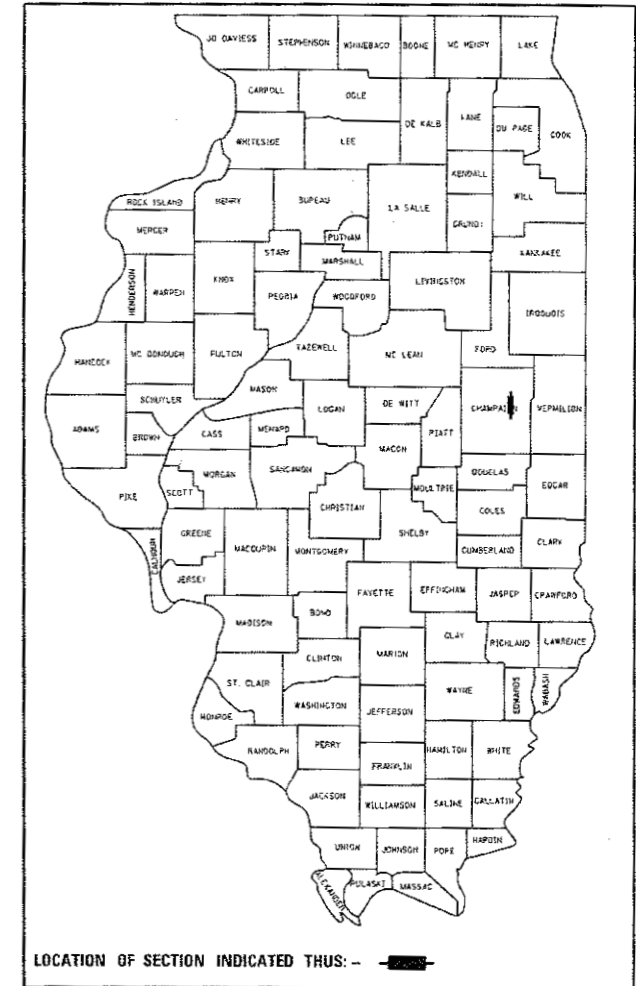 JO DAVIESS STEPHENSON WINNEBAGO BOONE MC HENRY LAKE
CARROLL OGLE DE KALB KANE DU PAGE COOK
WHITESIDE LEE KENDALL WILL
ROCK ISLAND HENRY BUREAU LA SALLE GRUNDY
MERCER PUTNAM KANKAKEE
STARK MARSHALL
HENDERSON WARREN KNOX PEORIA WOODFORD LIVINGSTON IROQUOIS
HANCOCK MC DONOUGH FULTON TAZEWELL MC LEAN FORD
MASON
SCHUYLER LOGAN DE WITT CHAMPAIGN VERMILION
ADAMS BROWN CASS MENARD PIATT
MACON
MORGAN SANGAMON DOUGLAS EDGAR
PIKE SCOTT CHRISTIAN MOULTRIE COLES
GREENE MACOUPIN MONTGOMERY SHELBY CUMBERLAND CLARK
CALHOUN JERSEY FAYETTE EFFINGHAM JASPER CRAWFORD
MADISON BOND
CLAY RICHLAND LAWRENCE
CLINTON MARION
ST. CLAIR WAYNE EDWARDS WABASH
MONROE WASHINGTON JEFFERSON
RANDOLPH PERRY HAMILTON WHITE
FRANKLIN
JACKSON WILLIAMSON SALINE GALLATIN
UNION JOHNSON POPE HARDIN
ALEXANDER PULASKI MASSAC
LOCATION OF SECTION INDICATED THUS: -